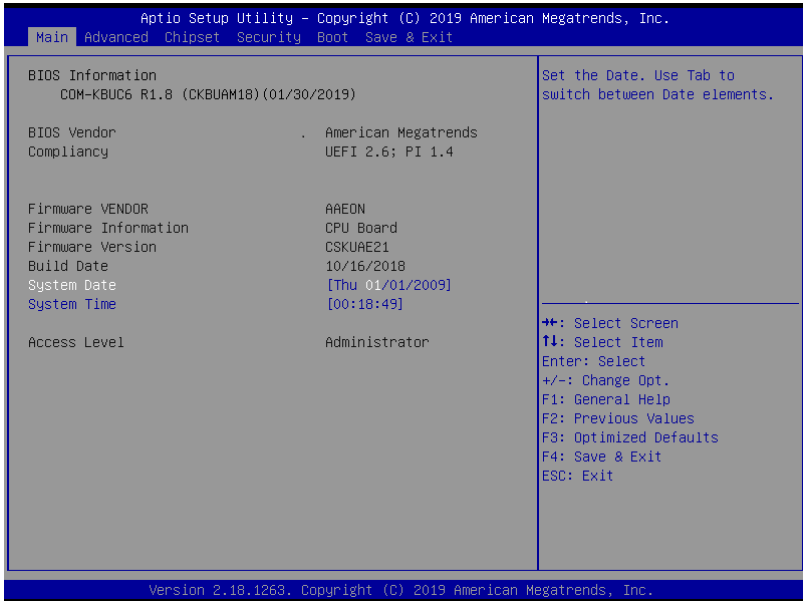 Aptio Setup Utility – Copyright (C) 2019 American Megatrends, Inc.
Main Advanced Chipset Security Boot Save & Exit
BIOS Information
COM-KBUC6 R1.8 (CKBUAM18)(01/30/2019)
BIOS Vendor . American Megatrends
Compliancy UEFI 2.6; PI 1.4
Firmware VENDOR AAEON
Firmware Information CPU Board
Firmware Version CSKUAE21
Build Date 10/16/2018
System Date [Thu 01/01/2009]
System Time [00:18:49]
Access Level Administrator
Set the Date. Use Tab to
switch between Date elements.
→←: Select Screen
↑↓: Select Item
Enter: Select
+/-: Change Opt.
F1: General Help
F2: Previous Values
F3: Optimized Defaults
F4: Save & Exit
ESC: Exit
Version 2.18.1263. Copyright (C) 2019 American Megatrends, Inc.